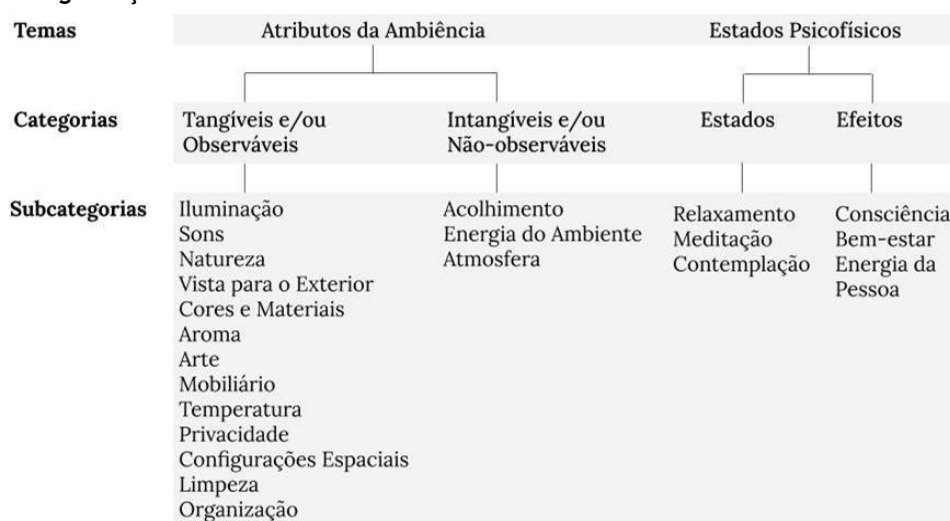 Temas
Atributos da Ambiência
Estados Psicofísicos
Categorias
Tangíveis e/ou
Observáveis
Intangíveis e/ou
Não-observáveis
Estados
Efeitos
Subcategorias
Iluminação
Sons
Natureza
Vista para o Exterior
Cores e Materiais
Aroma
Arte
Mobiliário
Temperatura
Privacidade
Configurações Espaciais
Limpeza
Organização
Acolhimento
Energia do Ambiente
Atmosfera
Relaxamento
Meditação
Contemplação
Consciência
Bem-estar
Energia da
Pessoa